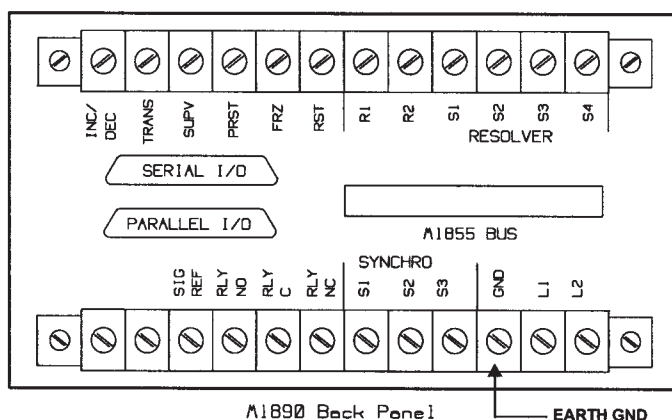 INC/
DEC
TRANS
SUPV
PRST
FRZ
RST
R1
R2
S1
S2
S3
S4
RESOLVER
SERIAL I/O
PARALLEL I/O
M1855 BUS
SYNCHRO
SIG
REF
RLY
NO
RLY
C
RLY
NC
S1
S2
S3
GND
L1
L2
M1890 Back Panel
EARTH GND